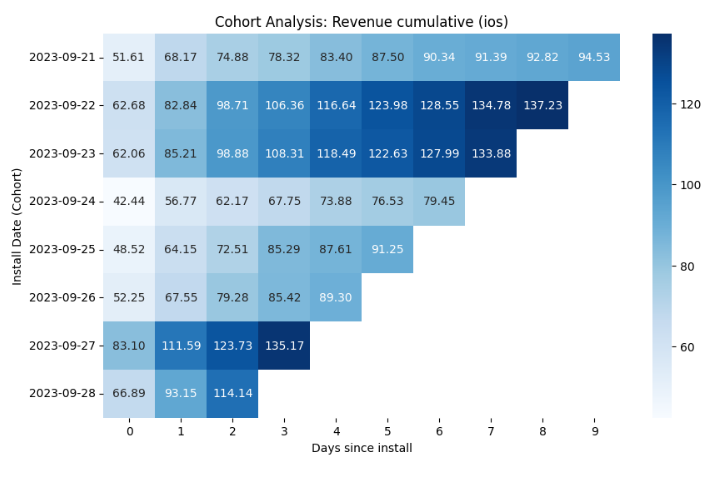 Cohort Analysis: Revenue cumulative (ios)
2023-09-21 51.61 68.17 74.88 78.32 83.40 87.50 90.34 91.39 92.82 94.53
2023-09-22 62.68 82.84 98.71 106.36 116.64 123.98 128.55 134.78 137.23
2023-09-23 62.06 85.21 98.88 108.31 118.49 122.63 127.99 133.88
2023-09-24 42.44 56.77 62.17 67.75 73.88 76.53 79.45
2023-09-25 48.52 64.15 72.51 85.29 87.61 91.25
2023-09-26 52.25 67.55 79.28 85.42 89.30
2023-09-27 83.10 111.59 123.73 135.17
2023-09-28 66.89 93.15 114.14
0 1 2 3 4 5 6 7 8 9
Days since install
Install Date (Cohort)
120
100
80
60